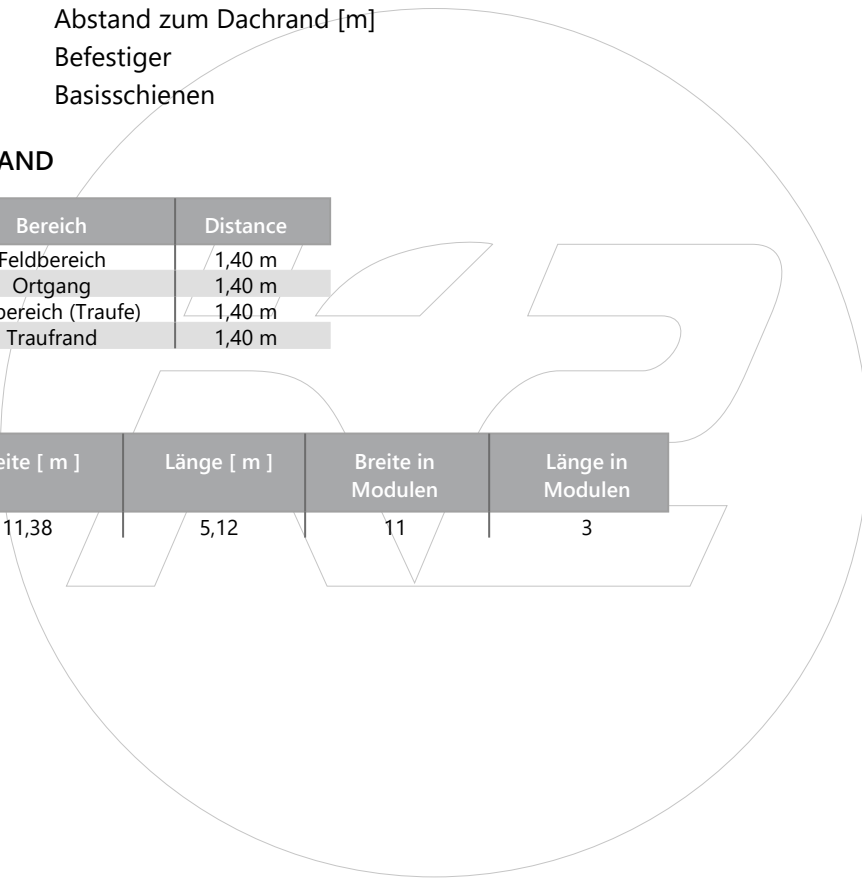 Abstand zum Dachrand [m]
Befestiger
Basisschienen
AND
Bereich Distance
Feldbereich 1,40 m
Ortgang 1,40 m
bereich (Traufe) 1,40 m
Traufrand 1,40 m
eite [ m ] Länge [ m ] Breite in Modulen Länge in Modulen
11,38 5,12 11 3